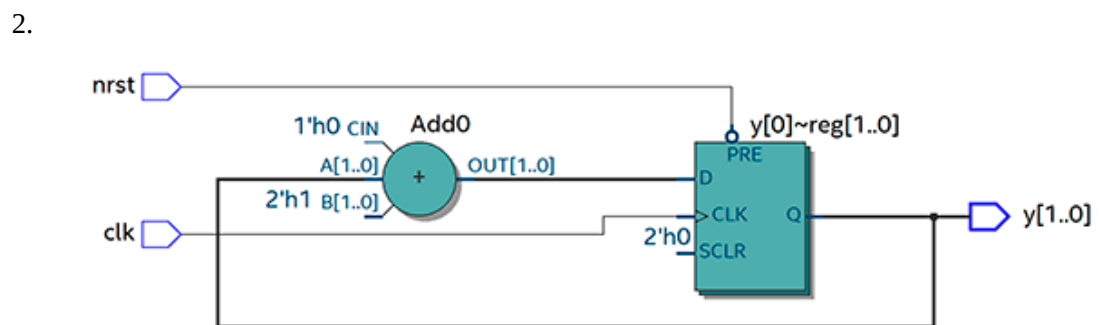 2.
nrst
1'h0 CIN Add0 y[0]~reg[1..0]
PRE
A[1..0] + OUT[1..0] D
2'h1 B[1..0]
CLK Q y[1..0]
clk
2'h0 SCLR